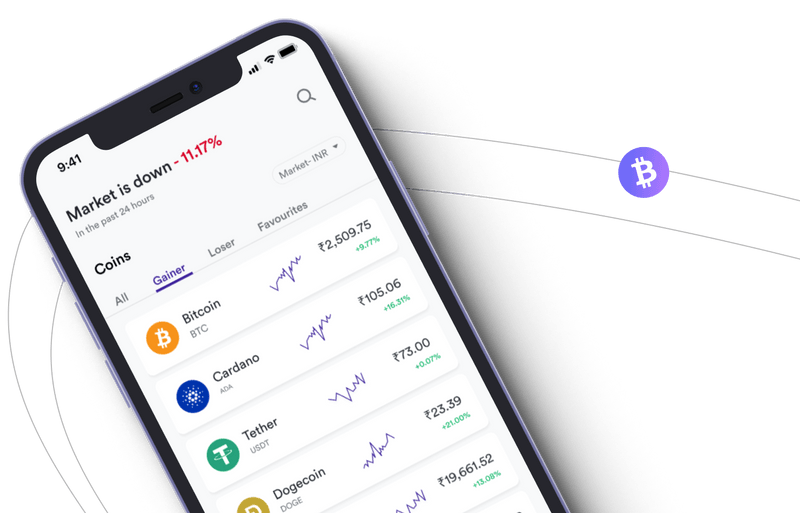 9:41
Market is down - 11.17%
In the past 24 hours
Market- INR
Coins
All Gainer Loser Favourites
Bitcoin ₹2,509.75
BTC +9.77%
Cardano ₹105.06
ADA +16.31%
Tether ₹73.00
USDT +0.07%
Dogecoin ₹23.39
DOGE +21.00%
₹19,661.52
+13.08%